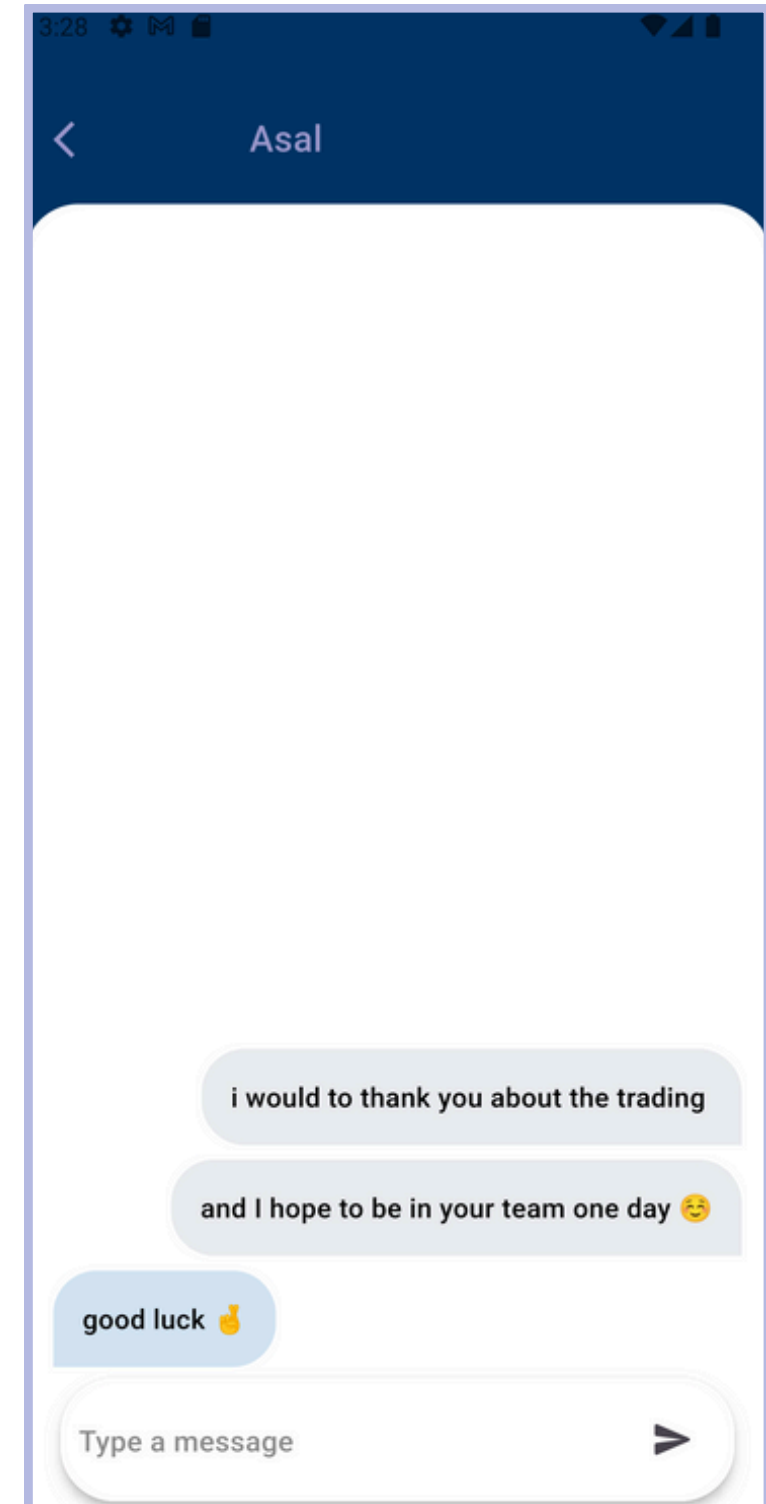 3:28
Asal
i would to thank you about the trading
and I hope to be in your team one day ☺️
good luck 🤞
Type a message